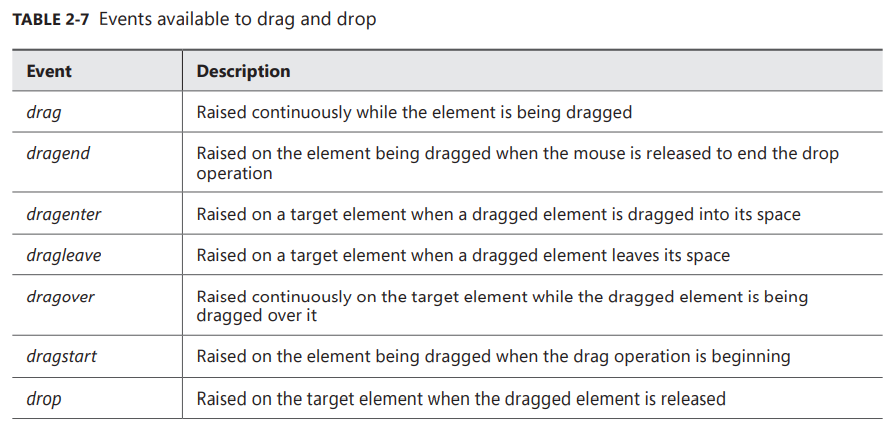 TABLE 2-7 Events available to drag and drop
Event Description
drag Raised continuously while the element is being dragged
dragend Raised on the element being dragged when the mouse is released to end the drop
operation
dragenter Raised on a target element when a dragged element is dragged into its space
dragleave Raised on a target element when a dragged element leaves its space
dragover Raised continuously on the target element while the dragged element is being
dragged over it
dragstart Raised on the element being dragged when the drag operation is beginning
drop Raised on the target element when the dragged element is released